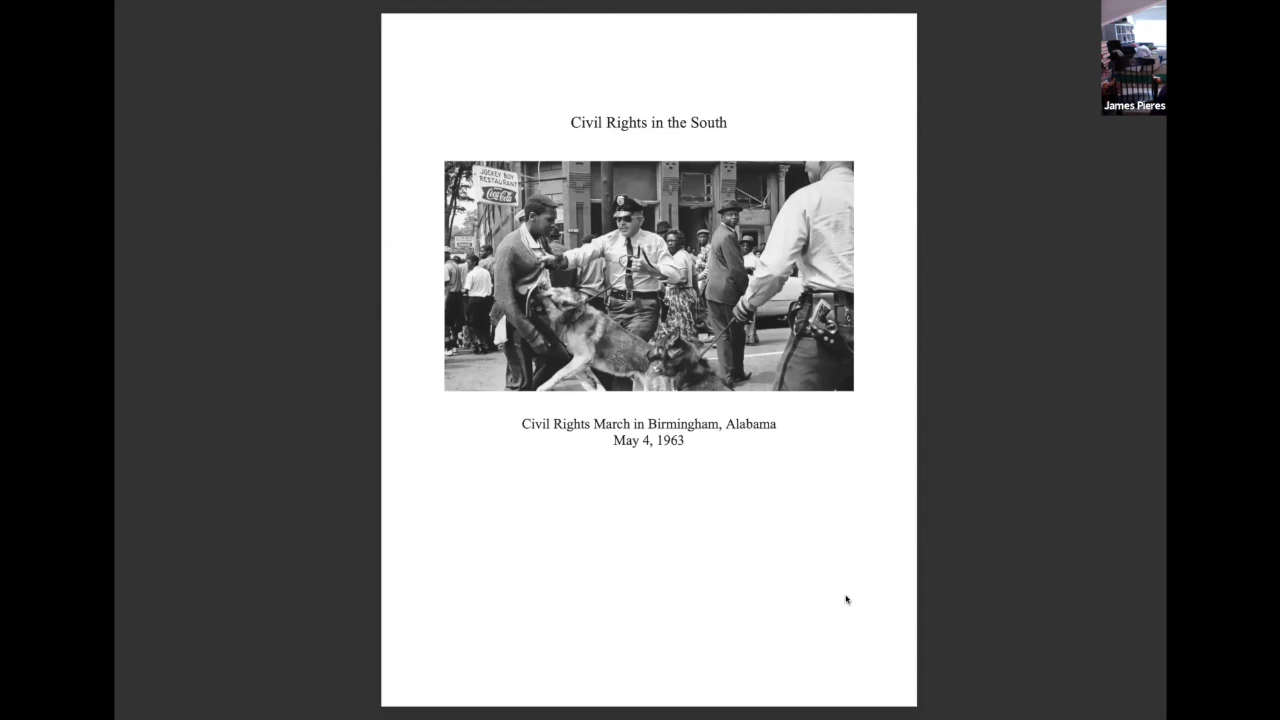 Civil Rights in the South
JOCKEY BOY
RESTAURANT
Coca-Cola
Civil Rights March in Birmingham, Alabama
May 4, 1963
James Pieres